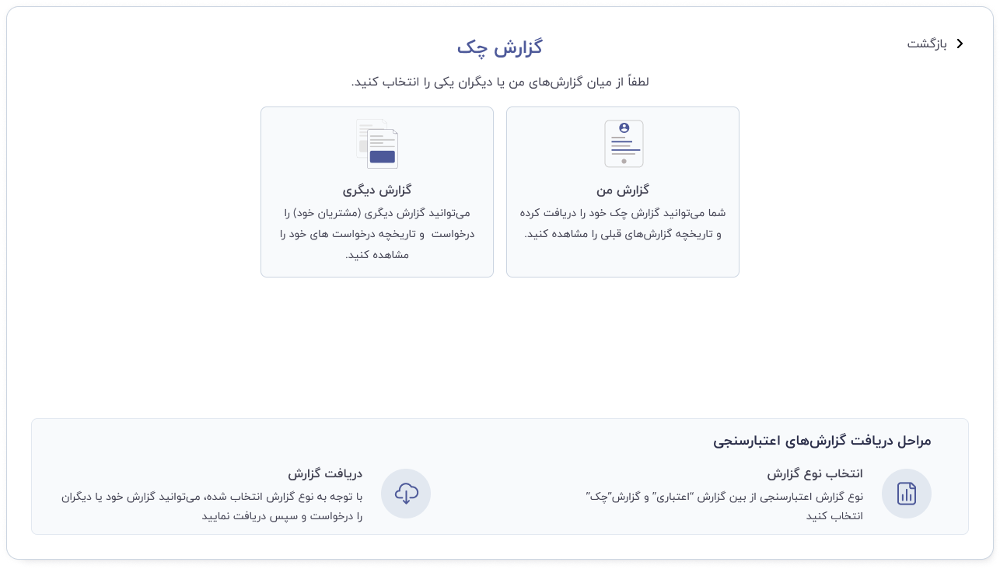 بازگشت
گزارش چک
لطفاً از میان گزارش‌های من یا دیگران یکی را انتخاب کنید.
گزارش من
شما می‌توانید گزارش چک خود را دریافت کرده
و تاریخچه گزارش‌های قبلی را مشاهده کنید.
گزارش دیگری
می‌توانید گزارش دیگری (مشتریان خود) را
درخواست و تاریخچه درخواست های خود را
مشاهده کنید.
مراحل دریافت گزارش‌های اعتبارسنجی
انتخاب نوع گزارش
نوع گزارش اعتبارسنجی از بین گزارش “اعتباری” و گزارش”چک”
انتخاب کنید
دریافت گزارش
با توجه به نوع گزارش انتخاب شده، می‌توانید گزارش خود یا دیگران
را درخواست و سپس دریافت نمایید